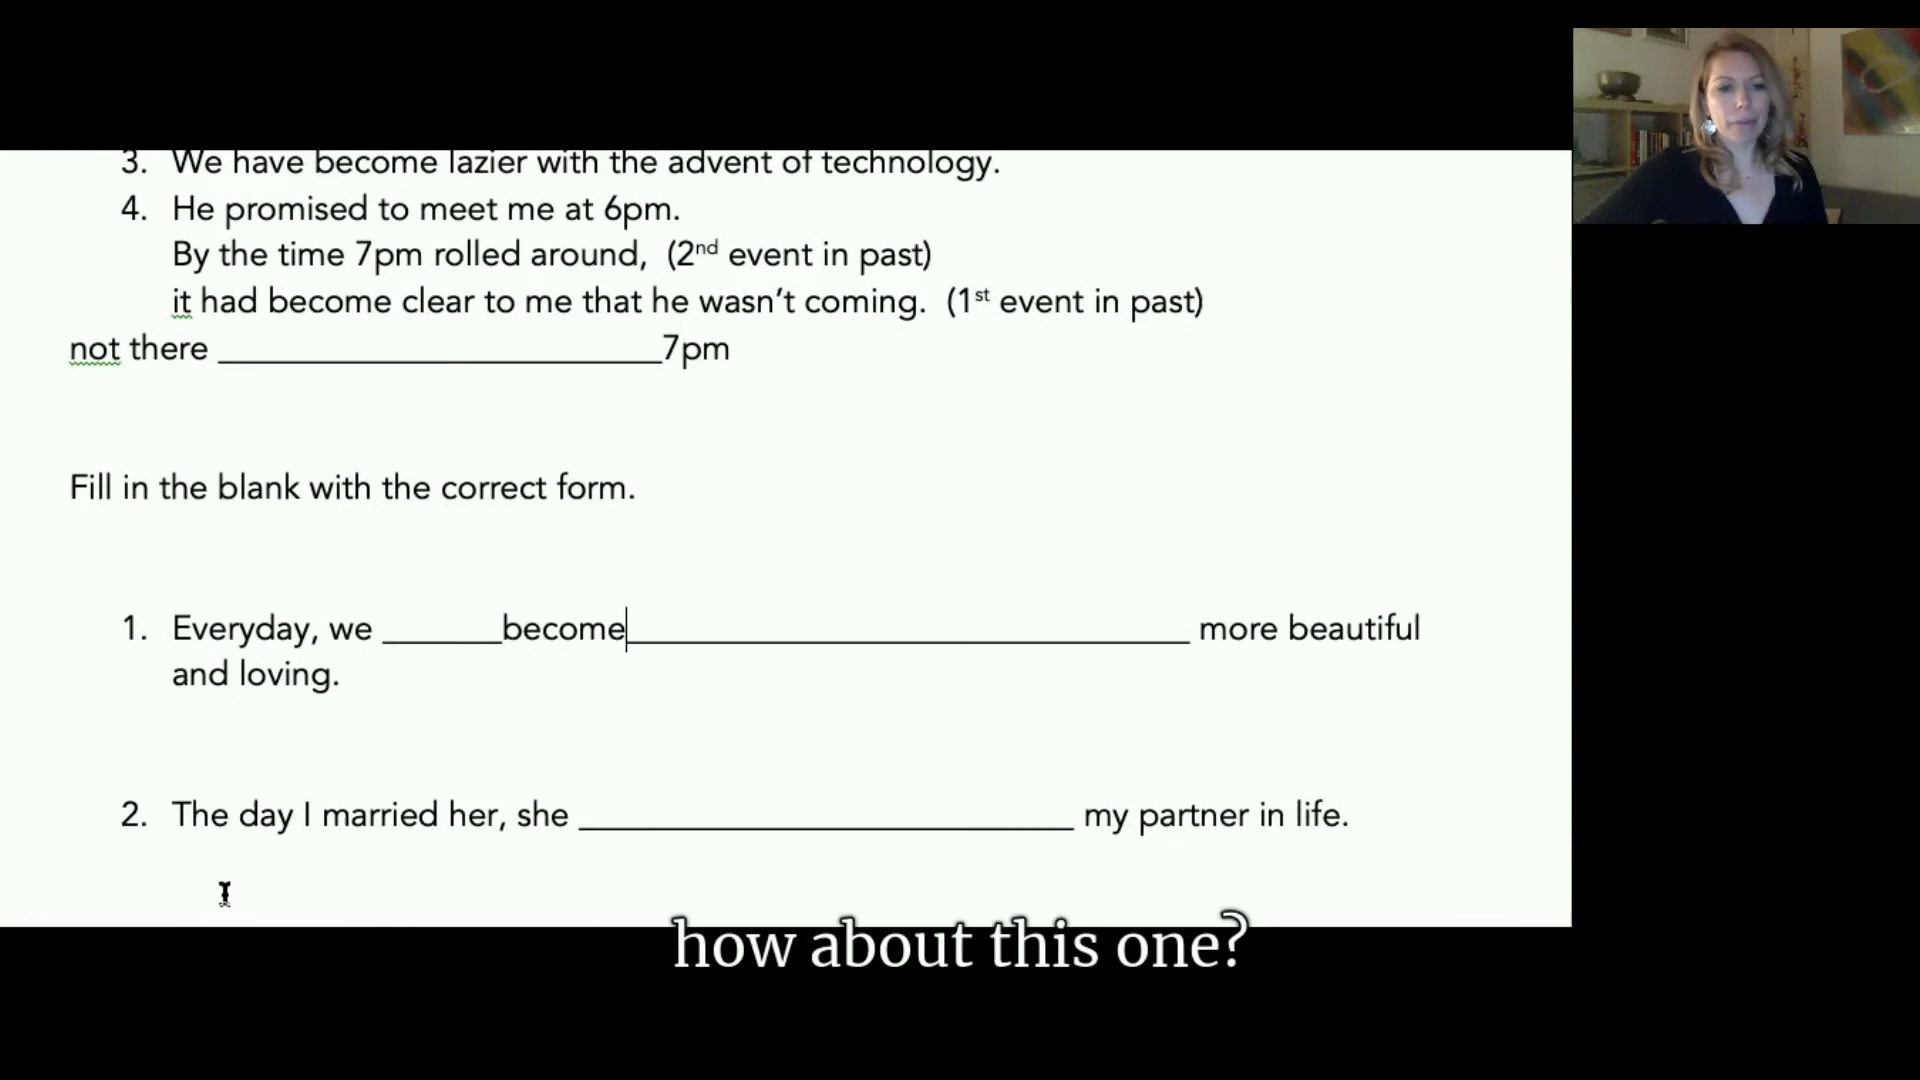 3. We have become lazier with the advent of technology.
4. He promised to meet me at 6pm.
By the time 7pm rolled around, (2nd event in past)
it had become clear to me that he wasn't coming. (1st event in past)
not there _________________________7pm
Fill in the blank with the correct form.
1. Everyday, we ______become____________________________ more beautiful
and loving.
2. The day I married her, she _________________________ my partner in life.
how about this one?